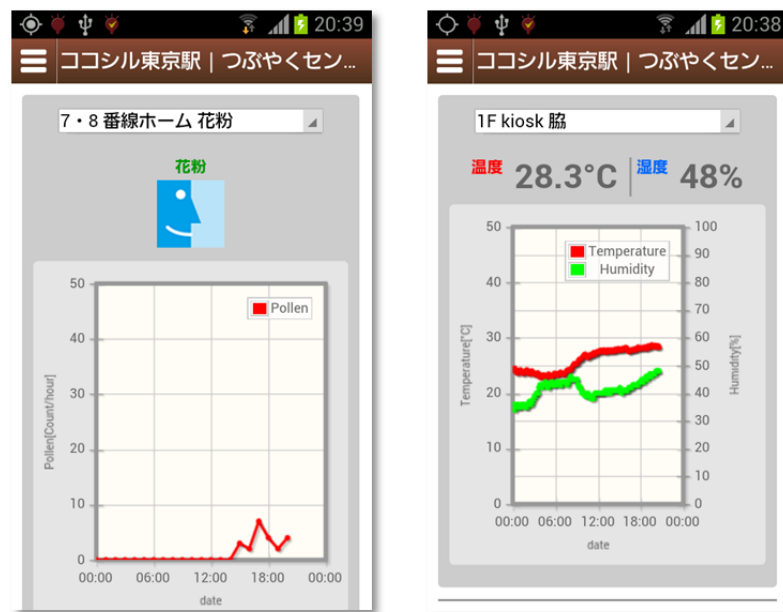 20:39
ココシル東京駅 | つぶやくセン...
7・8 番線ホーム 花粉
花粉
50
40
30
20
10
0
Pollen[Count/hour]
Pollen
00:00 06:00 12:00 18:00 00:00
date
20:38
ココシル東京駅 | つぶやくセン...
1F kiosk 脇
温度 28.3°C 湿度 48%
50
40
30
20
10
0
Temperature[°C]
Temperature
Humidity
100
90
80
70
60
50
40
30
20
10
0
Humidity[%]
00:00 06:00 12:00 18:00 00:00
date